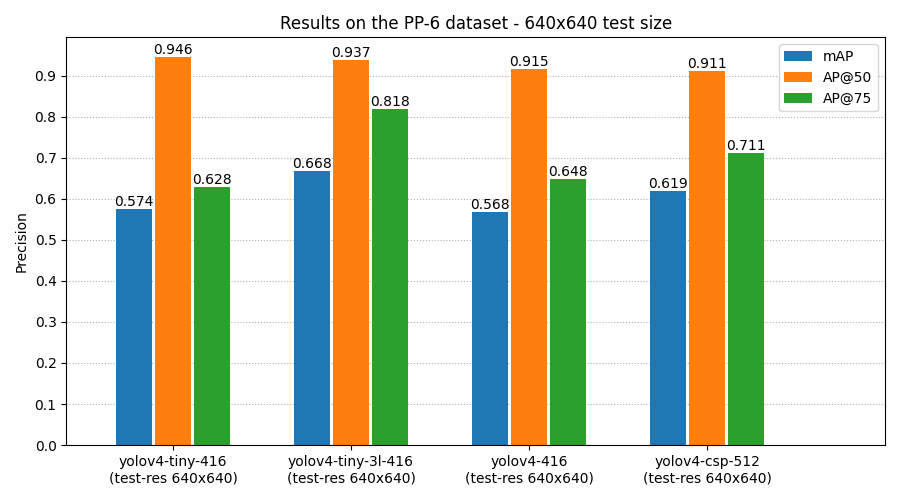 Results on the PP-6 dataset - 640x640 test size
mAP
AP@50
AP@75
Precision
0.9
0.8
0.7
0.6
0.5
0.4
0.3
0.2
0.1
0.0
0.574
0.946
0.628
0.668
0.937
0.818
0.568
0.915
0.648
0.619
0.911
0.711
yolov4-tiny-416
(test-res 640x640)
yolov4-tiny-3l-416
(test-res 640x640)
yolov4-416
(test-res 640x640)
yolov4-csp-512
(test-res 640x640)